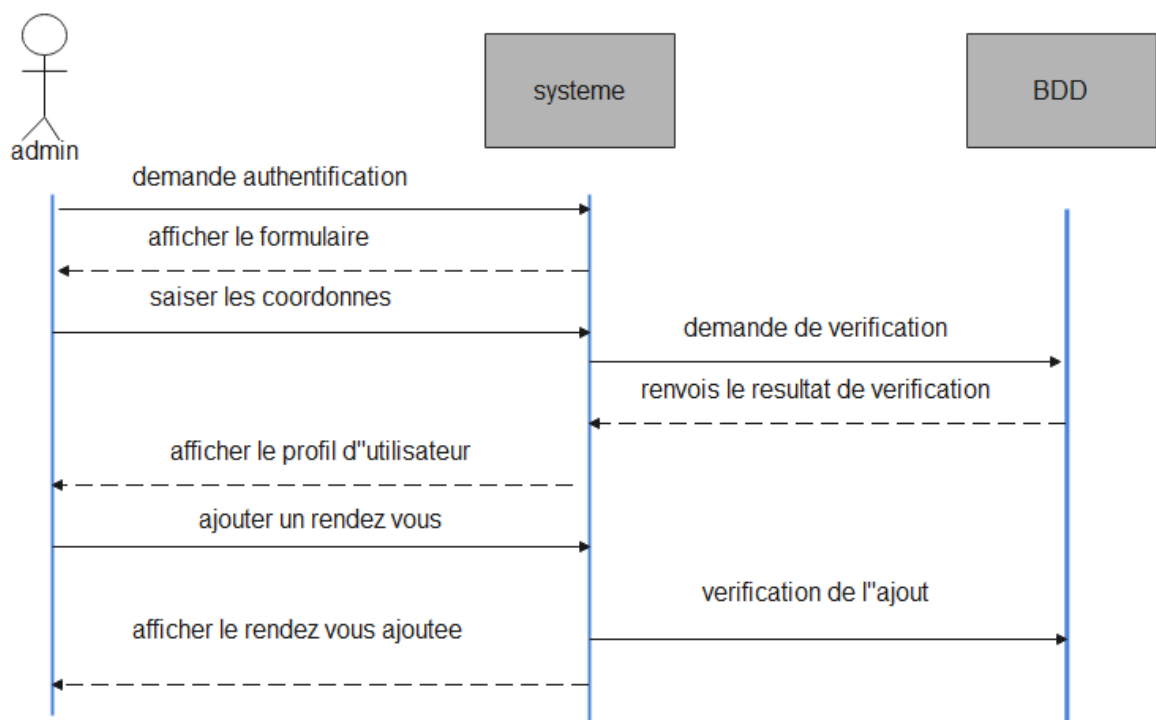 systeme
BDD
admin
demande authentification
afficher le formulaire
saiser les coordonnes
demande de verification
renvois le resultat de verification
afficher le profil d"utilisateur
ajouter un rendez vous
verification de l"ajout
afficher le rendez vous ajoutee